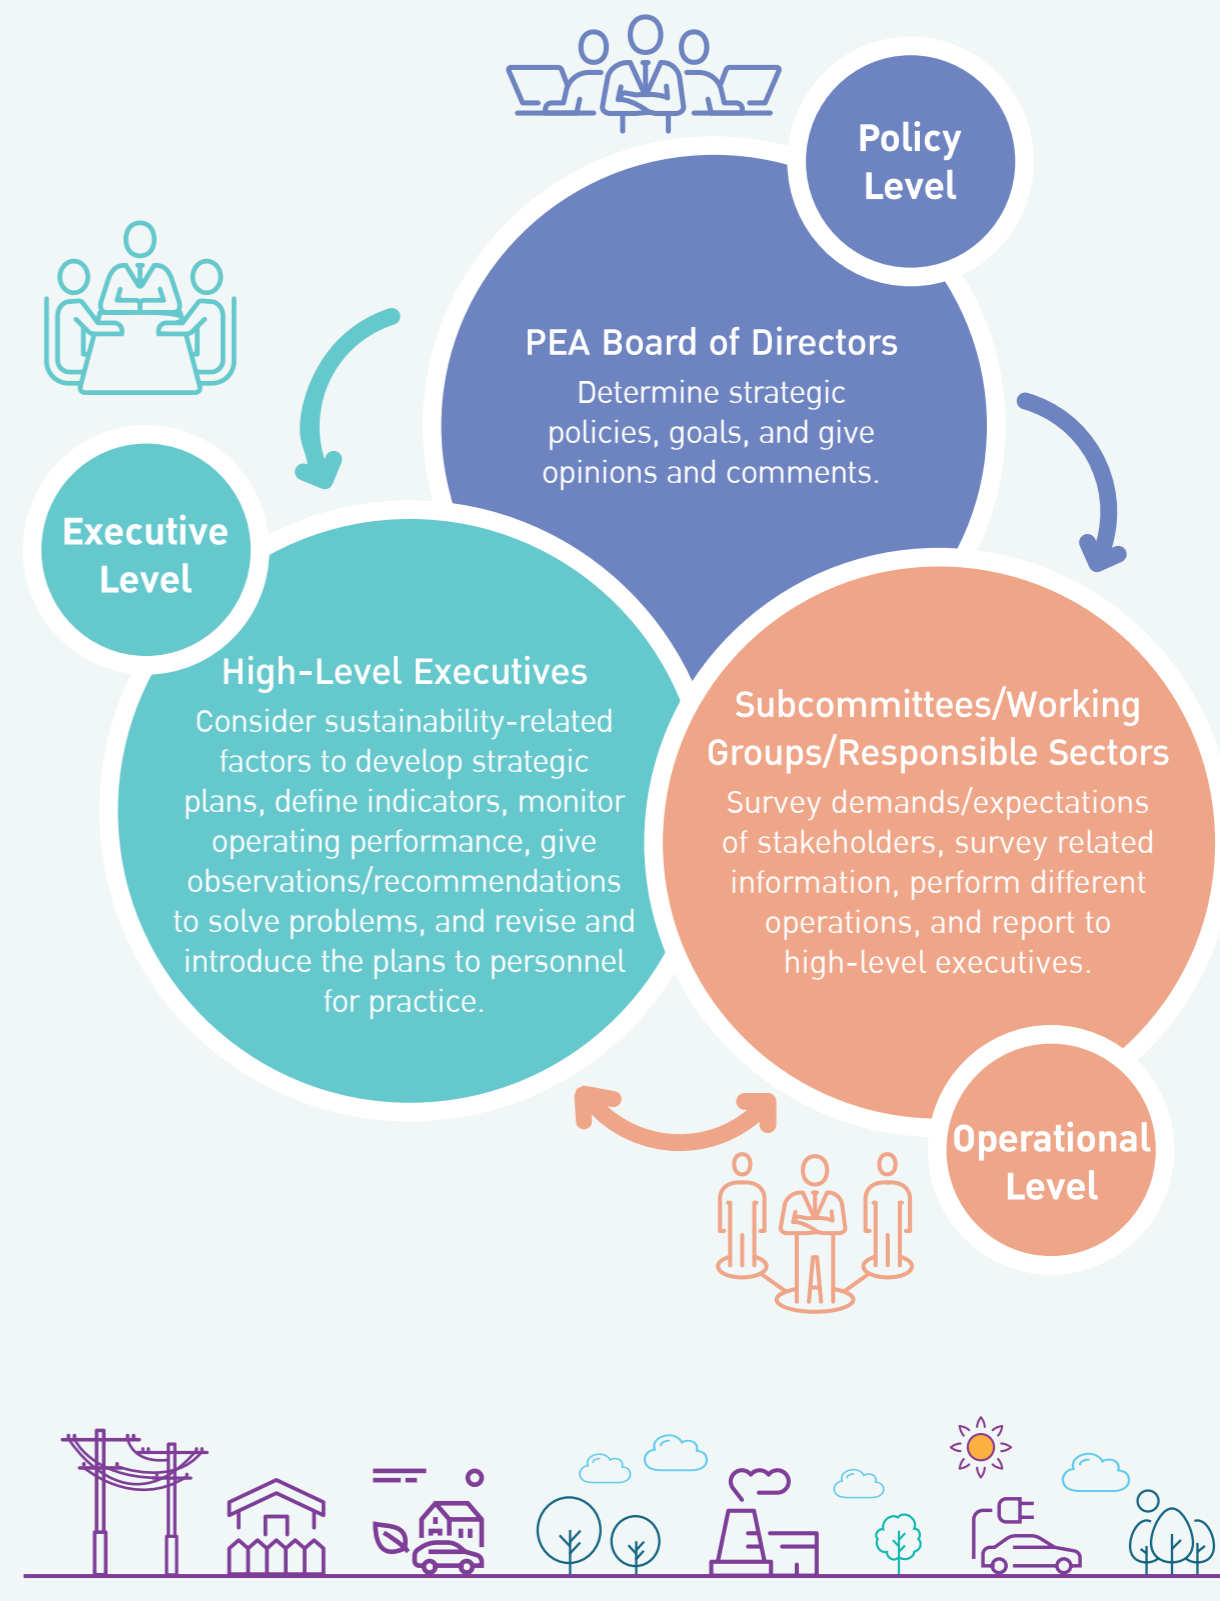 Policy
Level
PEA Board of Directors
Determine strategic
policies, goals, and give
opinions and comments.
Executive
Level
High-Level Executives
Consider sustainability-related
factors to develop strategic
plans, define indicators, monitor
operating performance, give
observations/recommendations
to solve problems, and revise and
introduce the plans to personnel
for practice.
Subcommittees/Working
Groups/Responsible Sectors
Survey demands/expectations
of stakeholders, survey related
information, perform different
operations, and report to
high-level executives.
Operational
Level